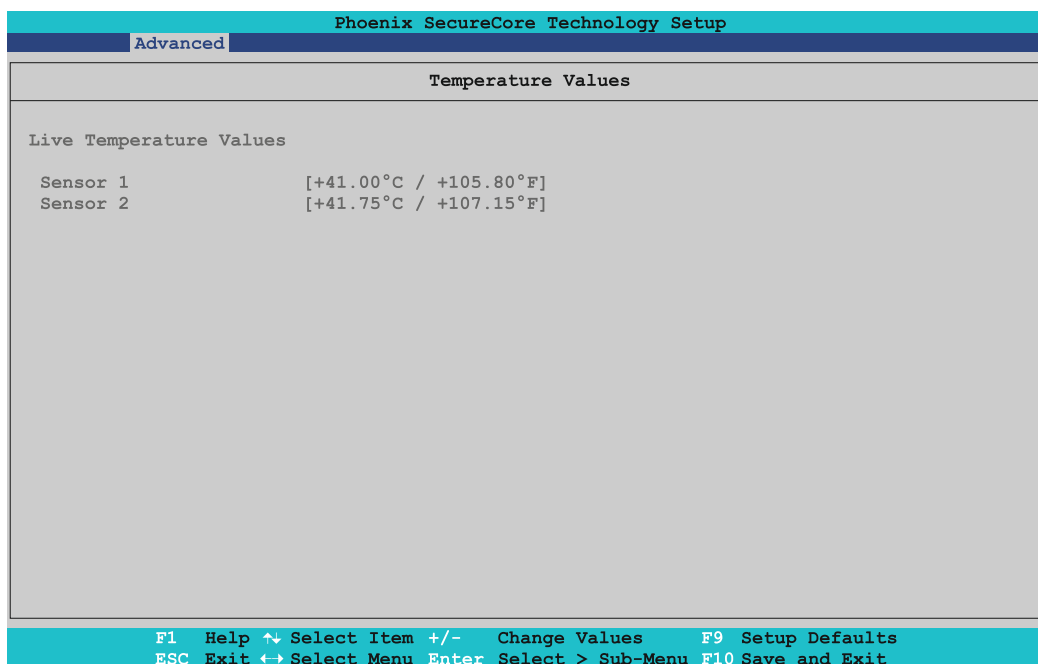 Phoenix SecureCore Technology Setup
Advanced
Temperature Values
Live Temperature Values
Sensor 1 [+41.00°C / +105.80°F]
Sensor 2 [+41.75°C / +107.15°F]
F1 Help ↑↓ Select Item +/- Change Values F9 Setup Defaults
ESC Exit ↔ Select Menu Enter Select > Sub-Menu F10 Save and Exit